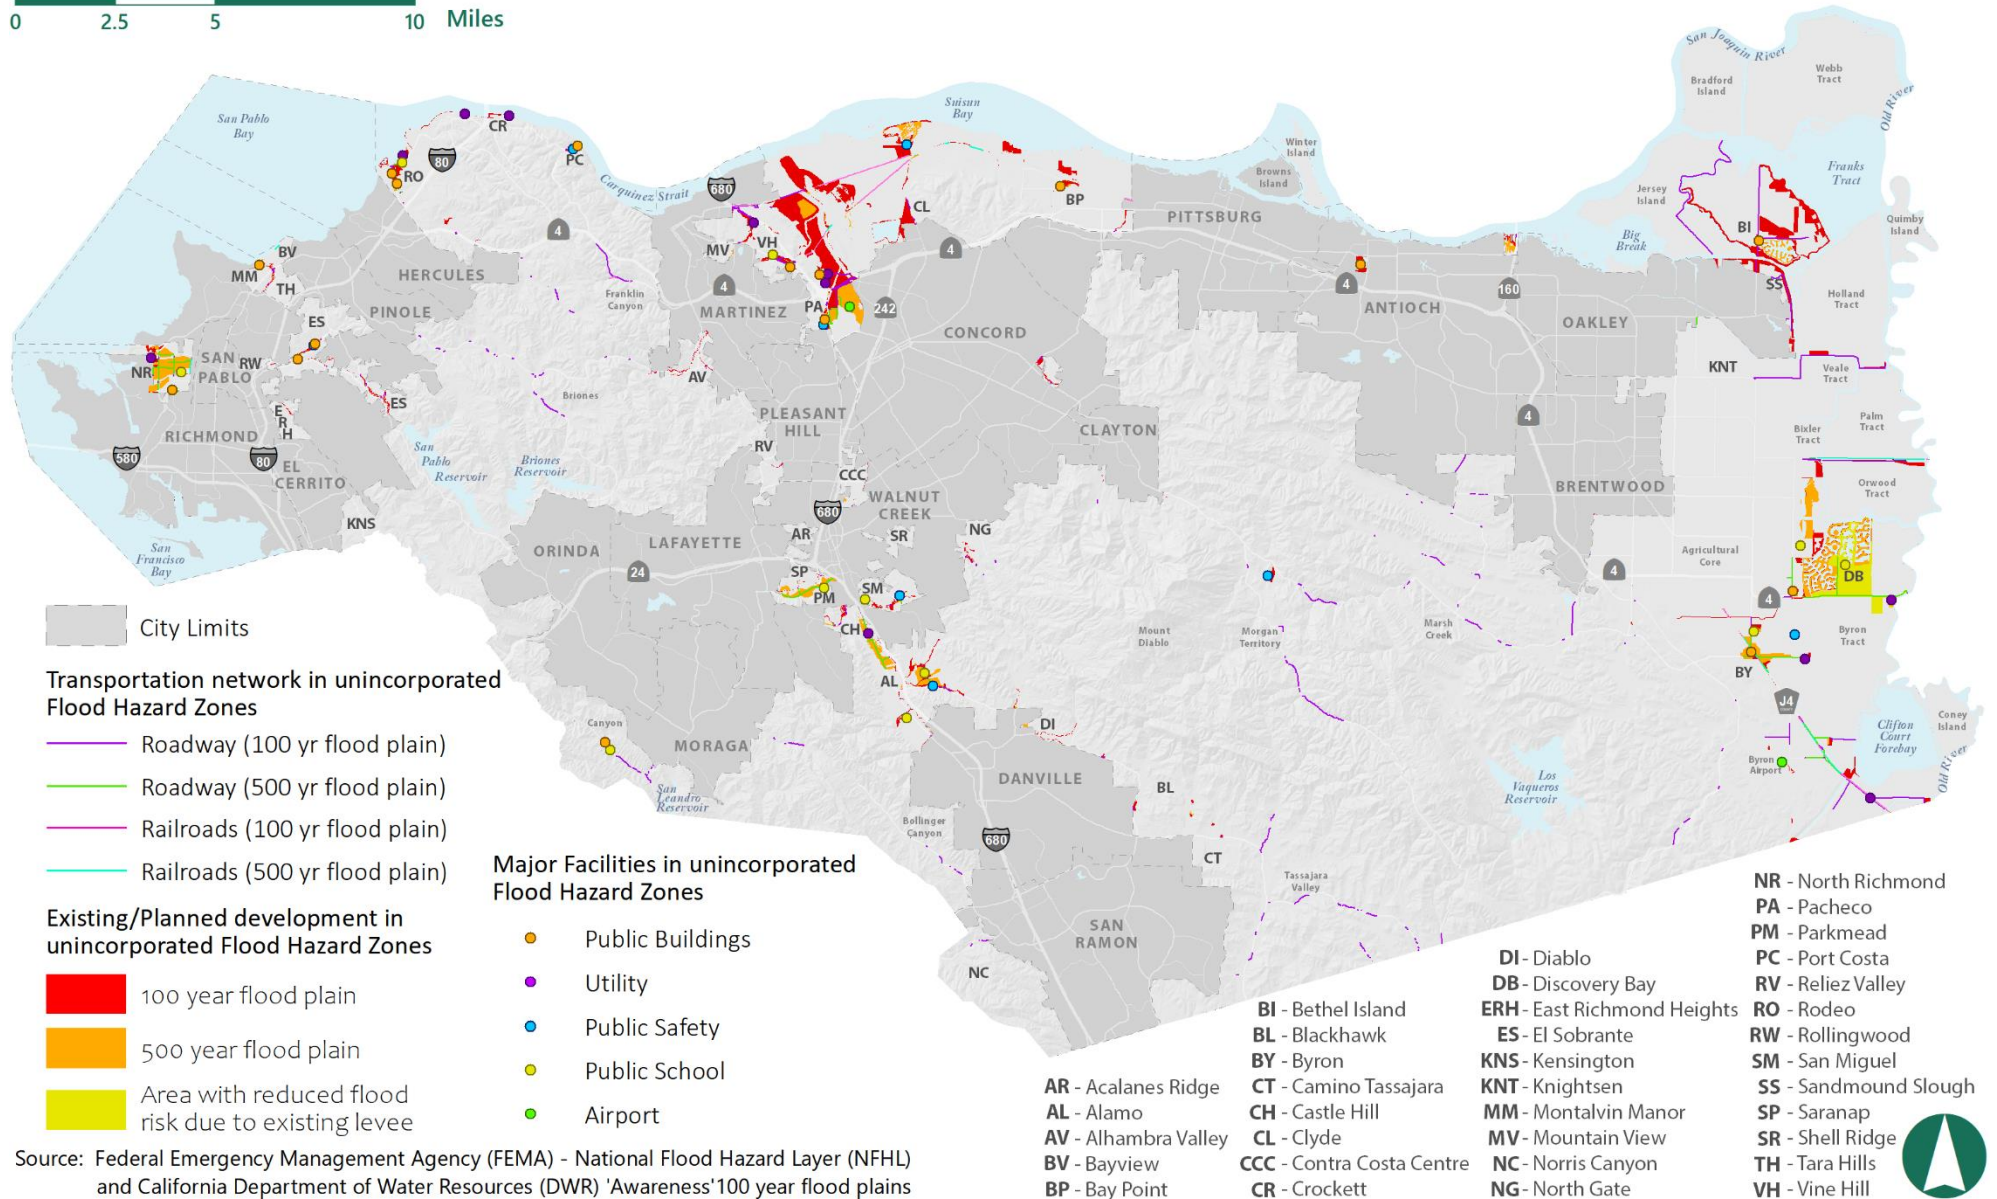 0 2.5 5 10 Miles
San Joaquin River
Webb
Tract
Bradford
Island
Old River
San Pablo
Bay
Suisun
Bay
CR
PC
80
RO
Carquinez Strait
680
Winter
Island
Browns
Island
Franks
Tract
Jersey
Island
Quimby
Island
BP
CL
PITTSBURG
BI
Big
Break
4
MV
VH
4
BV
MM
TH
HERCULES
Franklin
Canyon
4
MARTINEZ
PA
242
CONCORD
4
160
SS
Holland
Tract
ANTIOCH
OAKLEY
PINOLE
ES
SAN
PABLO
RW
NR
AV
KNT
Veale
Tract
Briones
ES
E
R
H
PLEASANT
HILL
CLAYTON
4
Palm
Tract
Bixler
Tract
RICHMOND
580
80
EL
CERRITO
San
Pablo
Reservoir
Briones
Reservoir
RV
CCC
WALNUT
CREEK
BRENTWOOD
Orwood
Tract
KNS
680
AR
SR
NG
San
Francisco
Bay
ORINDA
LAFAYETTE
24
SP
PM
SM
Agricultural
Core
4
DB
4
CH
Mount
Diablo
Morgan
Territory
Marsh
Creek
Byron
Tract
BY
AL
J4
Coney
Island
Clifton
Court
Forebay
Old River
Canyon
MORAGA
DI
Byron
Airport
San
Leandro
Reservoir
DANVILLE
BL
Los
Vaqueros
Reservoir
Bollinger
Canyon
680
CT
Tassajara
Valley
SAN
RAMON
NC
City Limits
Transportation network in unincorporated
Flood Hazard Zones
Roadway (100 yr flood plain)
Roadway (500 yr flood plain)
Railroads (100 yr flood plain)
Railroads (500 yr flood plain)
Existing/Planned development in
unincorporated Flood Hazard Zones
100 year flood plain
500 year flood plain
Area with reduced flood
risk due to existing levee
Major Facilities in unincorporated
Flood Hazard Zones
Public Buildings
Utility
Public Safety
Public School
Airport
AR - Acalanes Ridge
AL - Alamo
AV - Alhambra Valley
BV - Bayview
BP - Bay Point
BI - Bethel Island
BL - Blackhawk
BY - Byron
CT - Camino Tassajara
CH - Castle Hill
CL - Clyde
CCC - Contra Costa Centre
CR - Crockett
DI - Diablo
DB - Discovery Bay
ERH - East Richmond Heights
ES - El Sobrante
KNS - Kensington
KNT - Knightsen
MM - Montalvin Manor
MV - Mountain View
NC - Norris Canyon
NG - North Gate
NR - North Richmond
PA - Pacheco
PM - Parkmead
PC - Port Costa
RV - Reliez Valley
RO - Rodeo
RW - Rollingwood
SM - San Miguel
SS - Sandmound Slough
SP - Saranap
SR - Shell Ridge
TH - Tara Hills
VH - Vine Hill
Source: Federal Emergency Management Agency (FEMA) - National Flood Hazard Layer (NFHL)
and California Department of Water Resources (DWR) 'Awareness'100 year flood plains